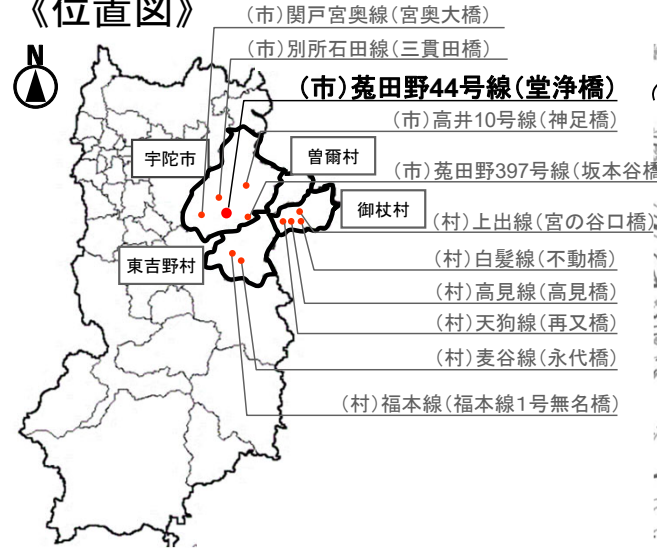 《位置図》
N
(市)関戸宮奥線(宮奥大橋)
(市)別所石田線(三貫田橋)
(市)菟田野44号線(堂浄橋)
(市)高井10号線(神足橋)
宇陀市
曽爾村
(市)菟田野397号線(坂本谷橋
御杖村
(村)上出線(宮の谷口橋)
東吉野村
(村)白髪線(不動橋)
(村)高見線(高見橋)
(村)天狗線(再又橋)
(村)麦谷線(永代橋)
(村)福本線(福本線1号無名橋)